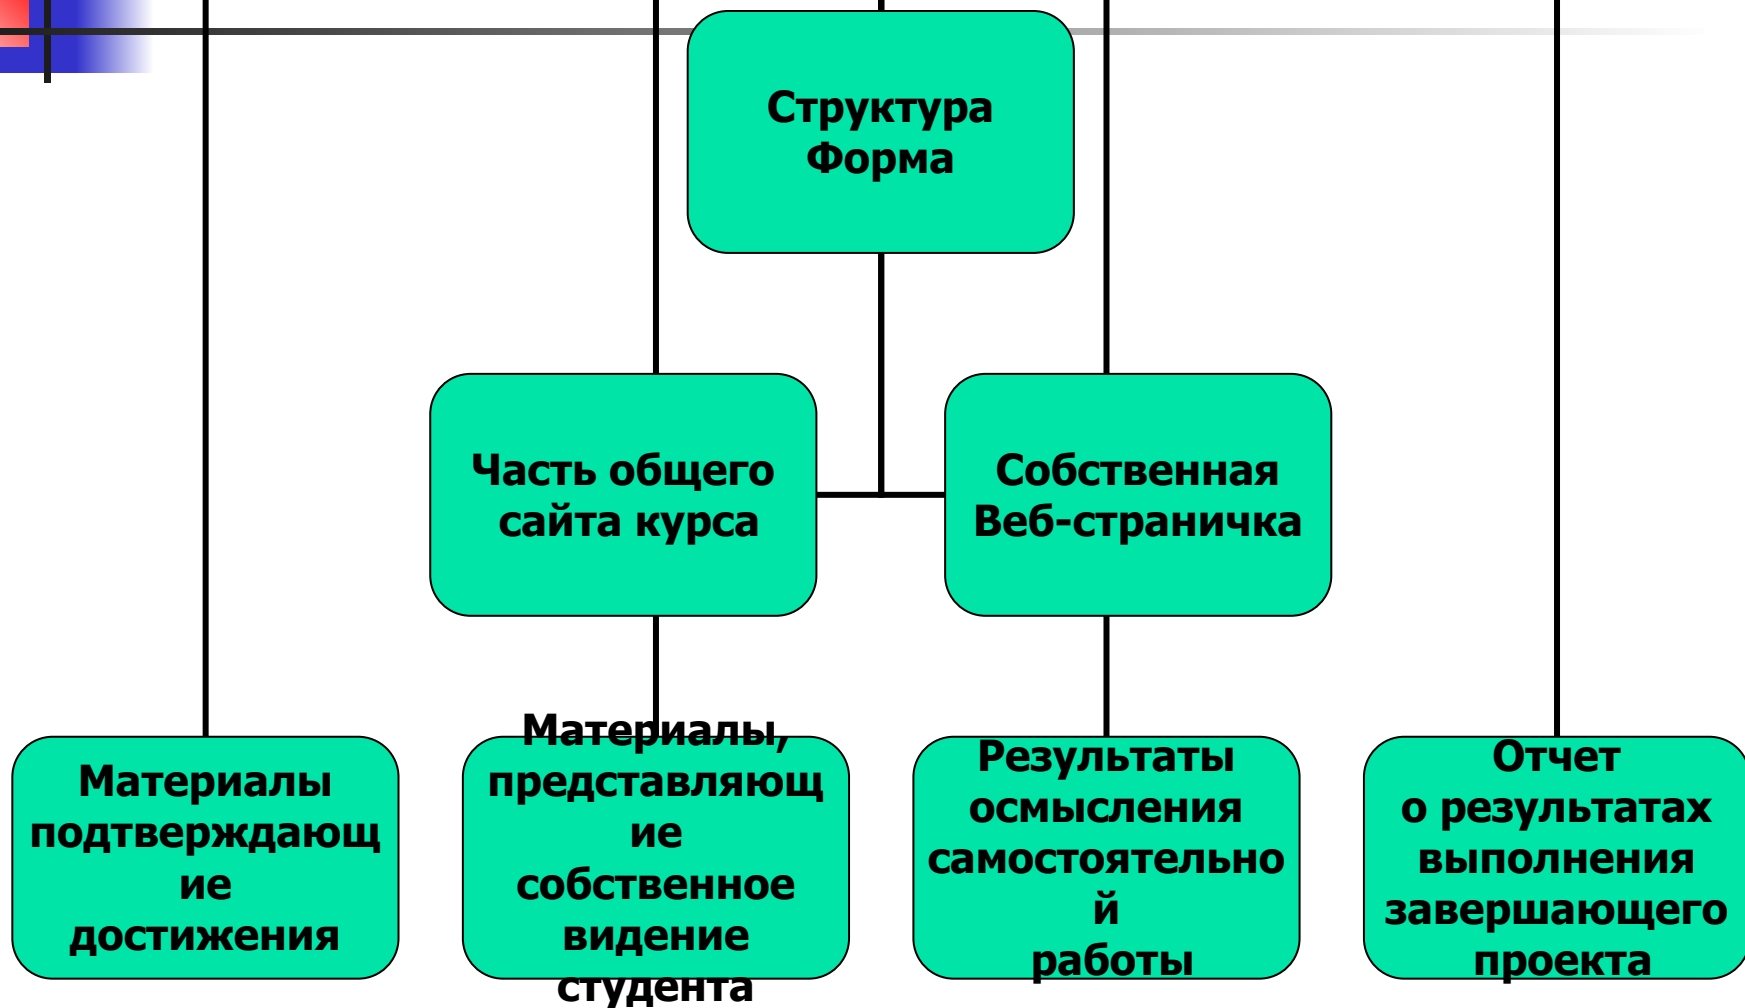 Структура
Форма
Часть общего
сайта курса
Собственная
Веб-страничка
Материалы
подтверждающ
ие
достижения
Материалы,
представляющ
ие
собственное
видение
студента
Результаты
осмысления
самостоятельно
й
работы
Отчет
о результатах
выполнения
завершающего
проекта